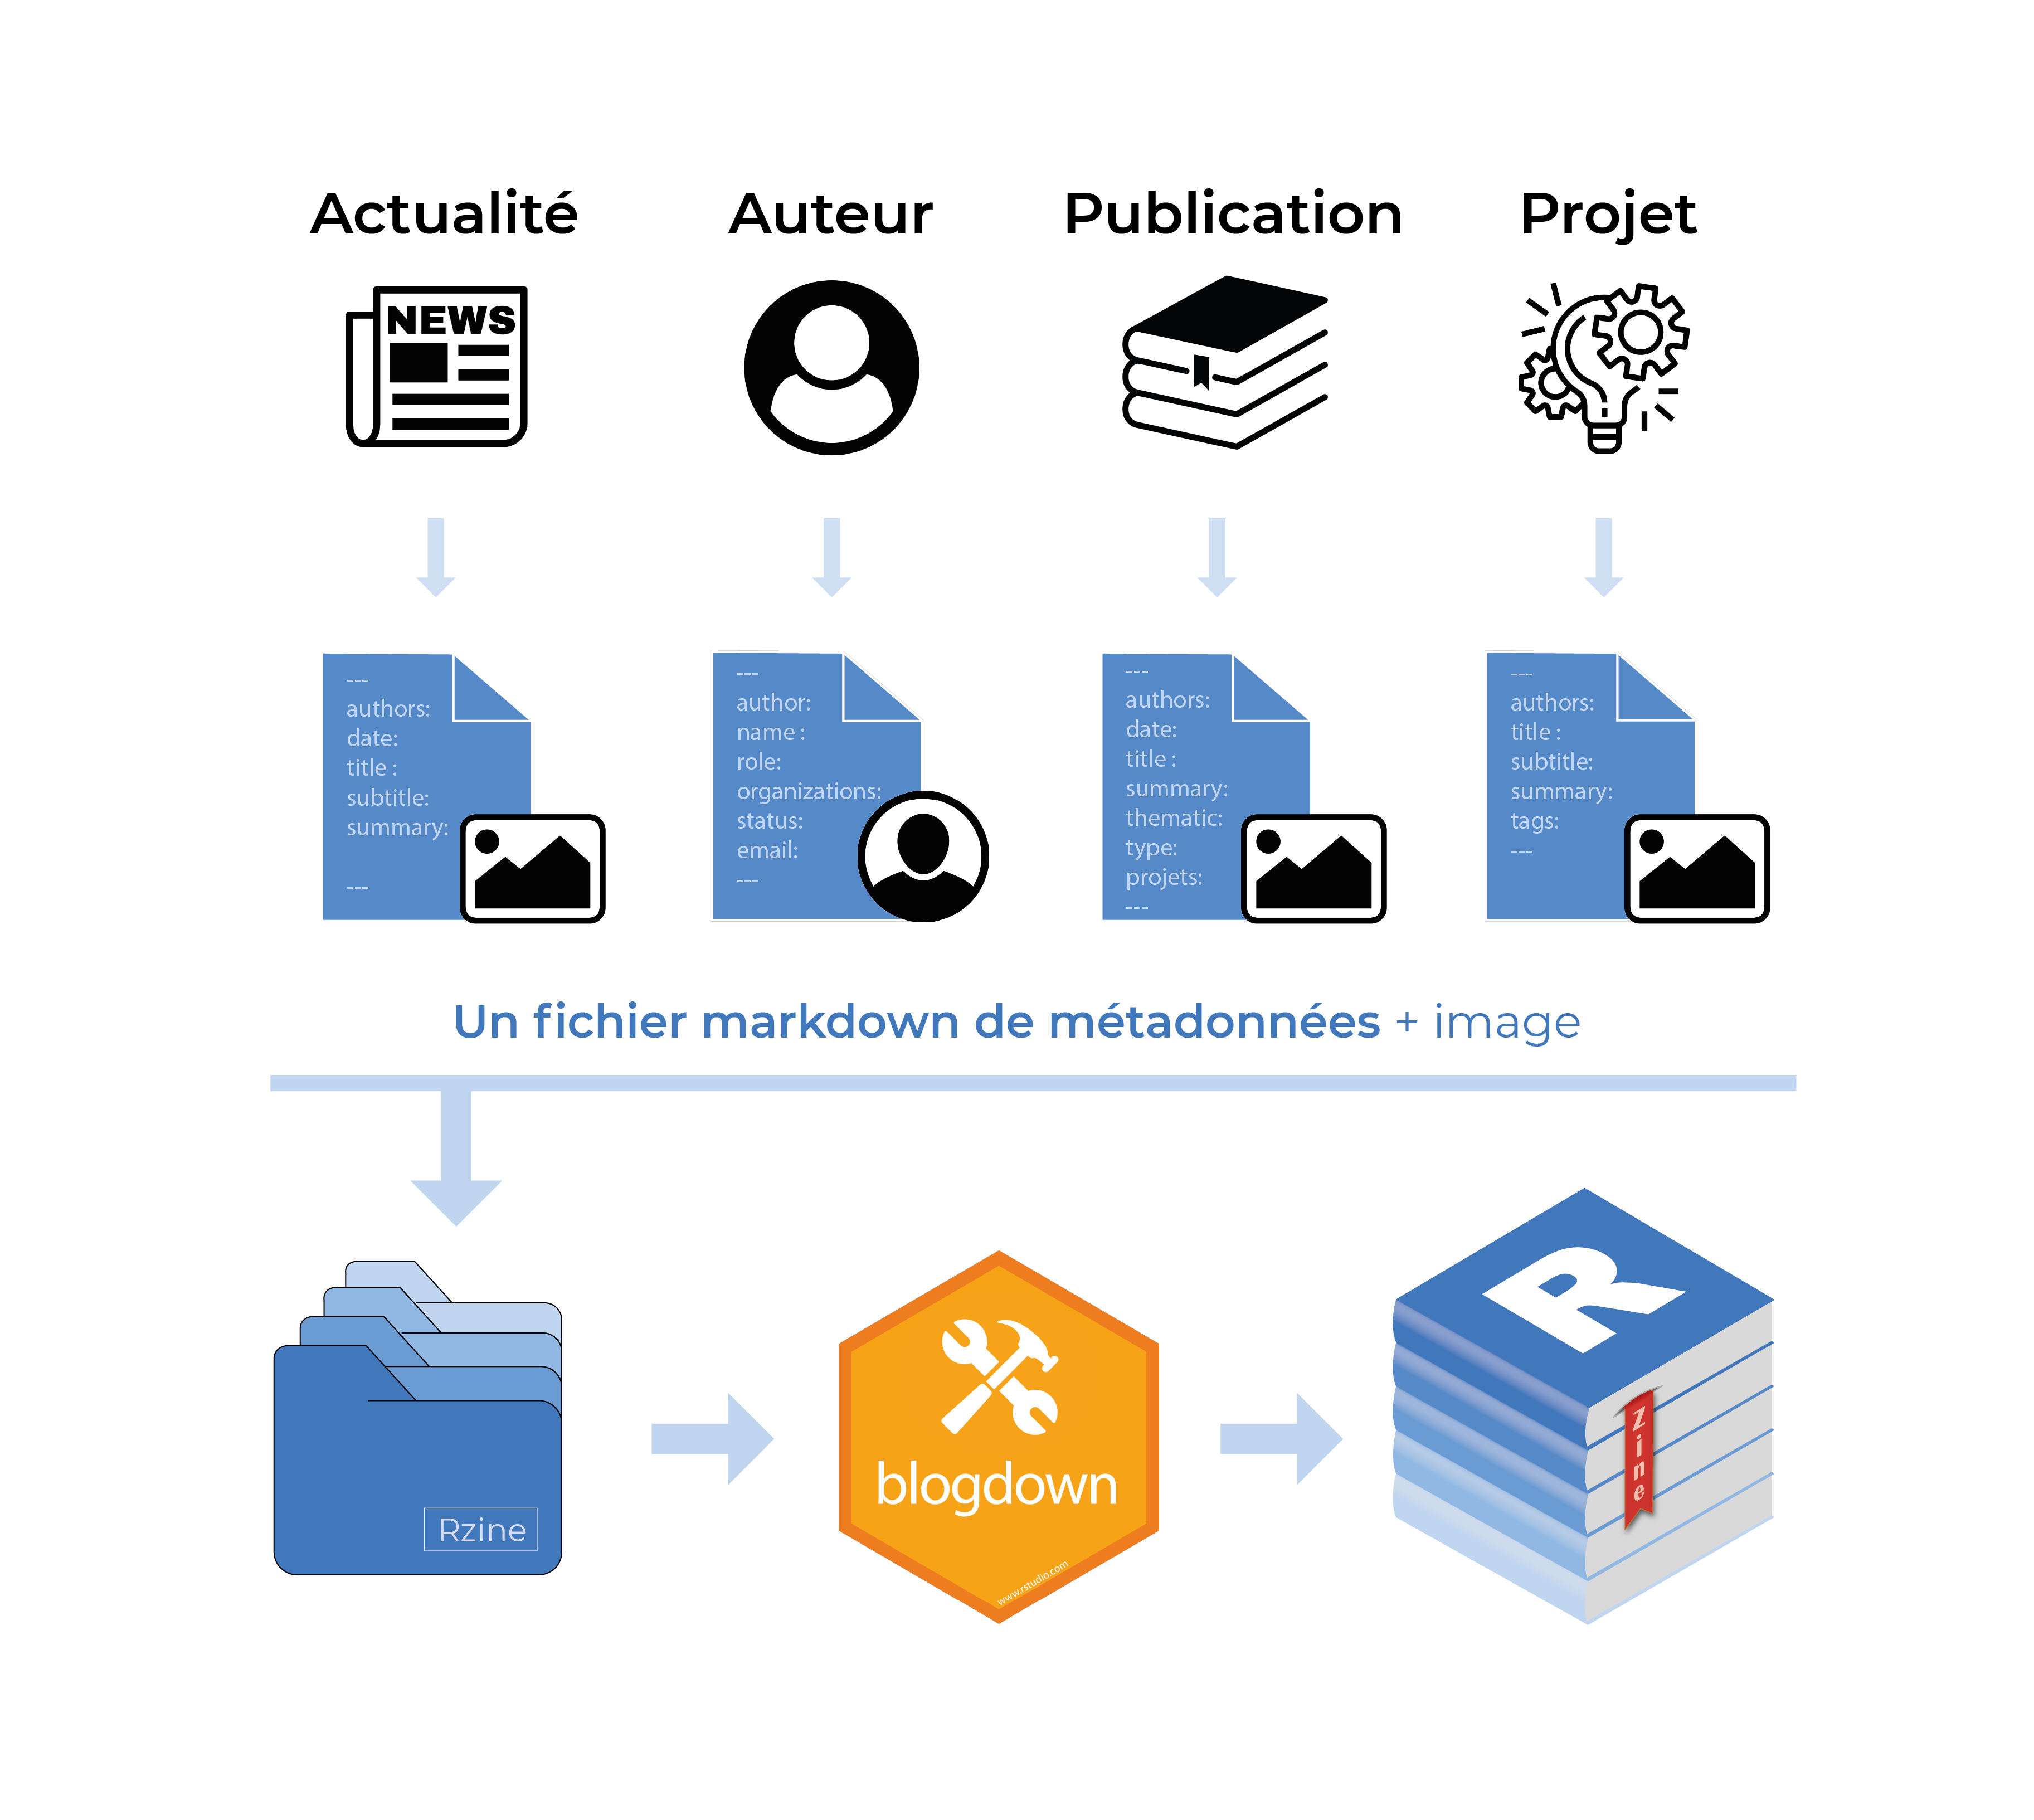 Actualité
Auteur
Publication
Projet
NEWS
---
authors:
date:
title :
subtitle:
summary:
---
---
author:
name :
role:
organizations:
status:
email:
---
---
authors:
date:
title :
summary:
thematic:
type:
projets:
---
---
authors:
title :
subtitle:
summary:
tags:
---
Un fichier markdown de métadonnées + image
Rzine
blogdown
www.rstudio.com
R
zine